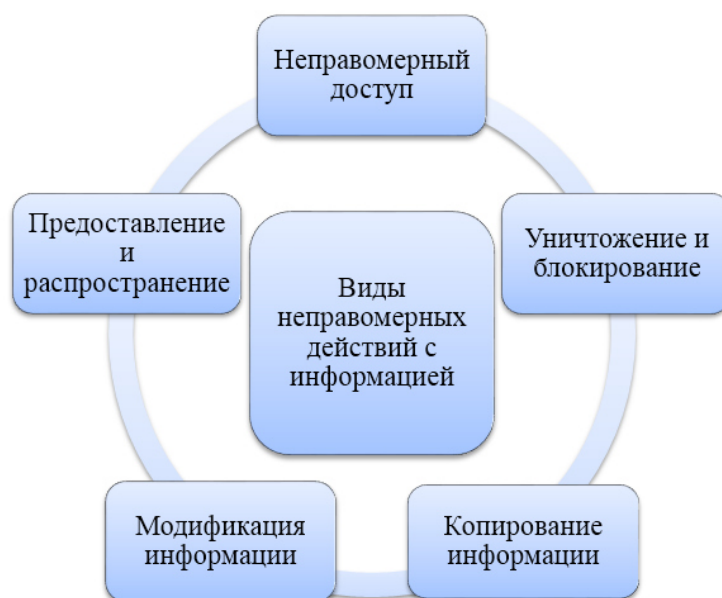 Неправомерный
доступ
Предоставление
и
распространение
Уничтожение и
блокирование
Виды
неправомерных
действий с
информацией
Модификация
информации
Копирование
информации